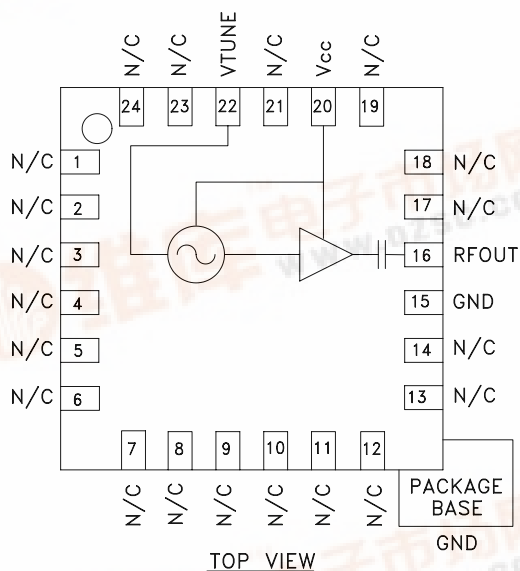 N/C N/C VTUNE N/C Vcc N/C
24 23 22 21 20 19
N/C 1 18 N/C
N/C 2 17 N/C
N/C 3 16 RFOUT
N/C 4 15 GND
N/C 5 14 N/C
N/C 6 13 N/C
7 8 9 10 11 12
N/C N/C N/C N/C N/C N/C
PACKAGE
BASE
GND
TOP VIEW